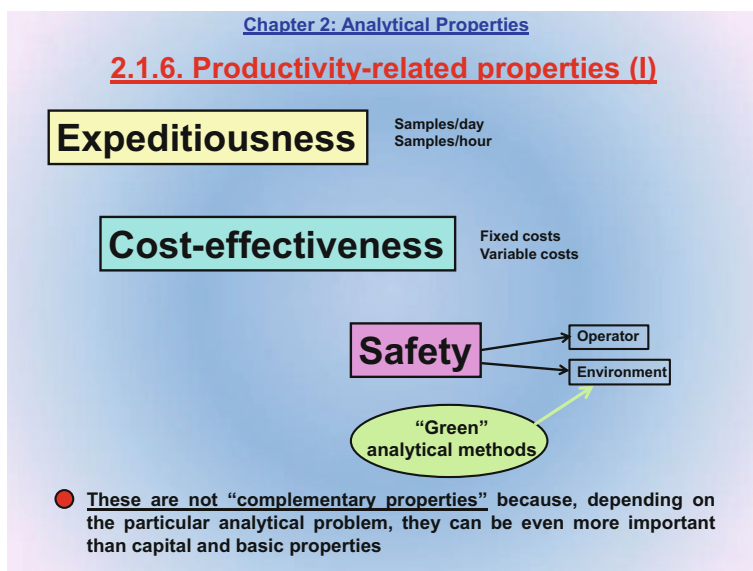 Chapter 2: Analytical Properties
2.1.6. Productivity-related properties (I)
Expeditiousness
Samples/day
Samples/hour
Cost-effectiveness
Fixed costs
Variable costs
Safety
Operator
Environment
“Green”
analytical methods
These are not “complementary properties” because, depending on
the particular analytical problem, they can be even more important
than capital and basic properties